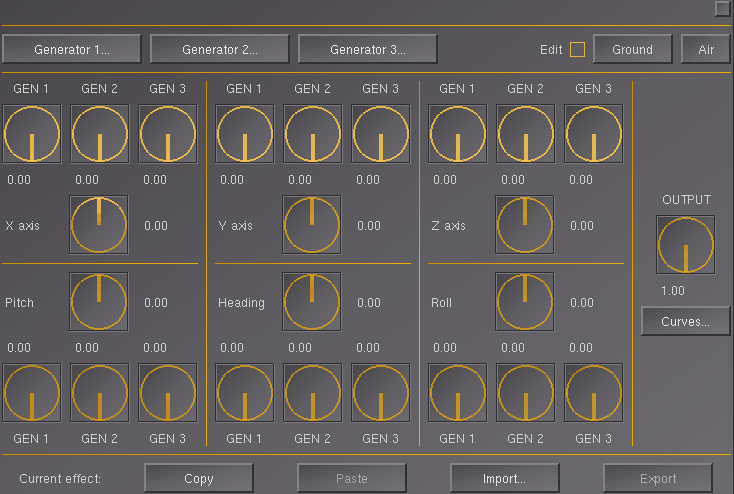 Generator 1... Generator 2... Generator 3... Edit Ground Air
GEN 1 GEN 2 GEN 3 GEN 1 GEN 2 GEN 3 GEN 1 GEN 2 GEN 3
0.00 0.00 0.00 0.00 0.00 0.00 0.00 0.00 0.00
OUTPUT
X axis 0.00 Y axis 0.00 Z axis 0.00
1.00
Pitch 0.00 Heading 0.00 Roll 0.00
Curves...
0.00 0.00 0.00 0.00 0.00 0.00 0.00 0.00 0.00
GEN 1 GEN 2 GEN 3 GEN 1 GEN 2 GEN 3 GEN 1 GEN 2 GEN 3
Current effect: Copy Paste Import... Export